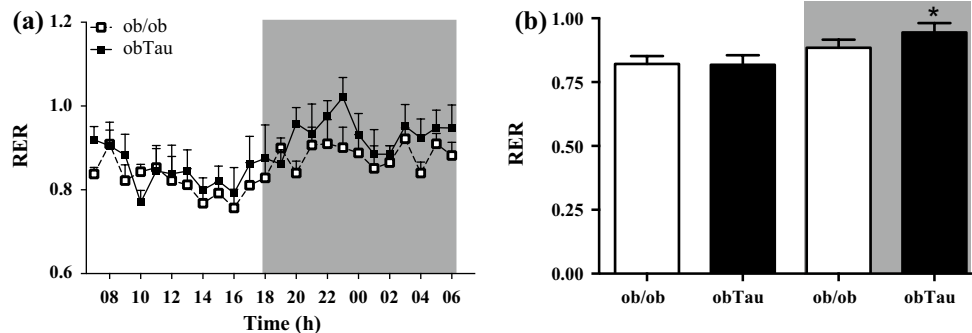 (a)
1.2
1.0
0.8
0.6
RER
ob/ob
obTau
08 10 12 14 16 18 20 22 00 02 04 06
Time (h)
(b)
1.00
0.75
0.50
0.25
0.00
RER
*
ob/ob obTau ob/ob obTau